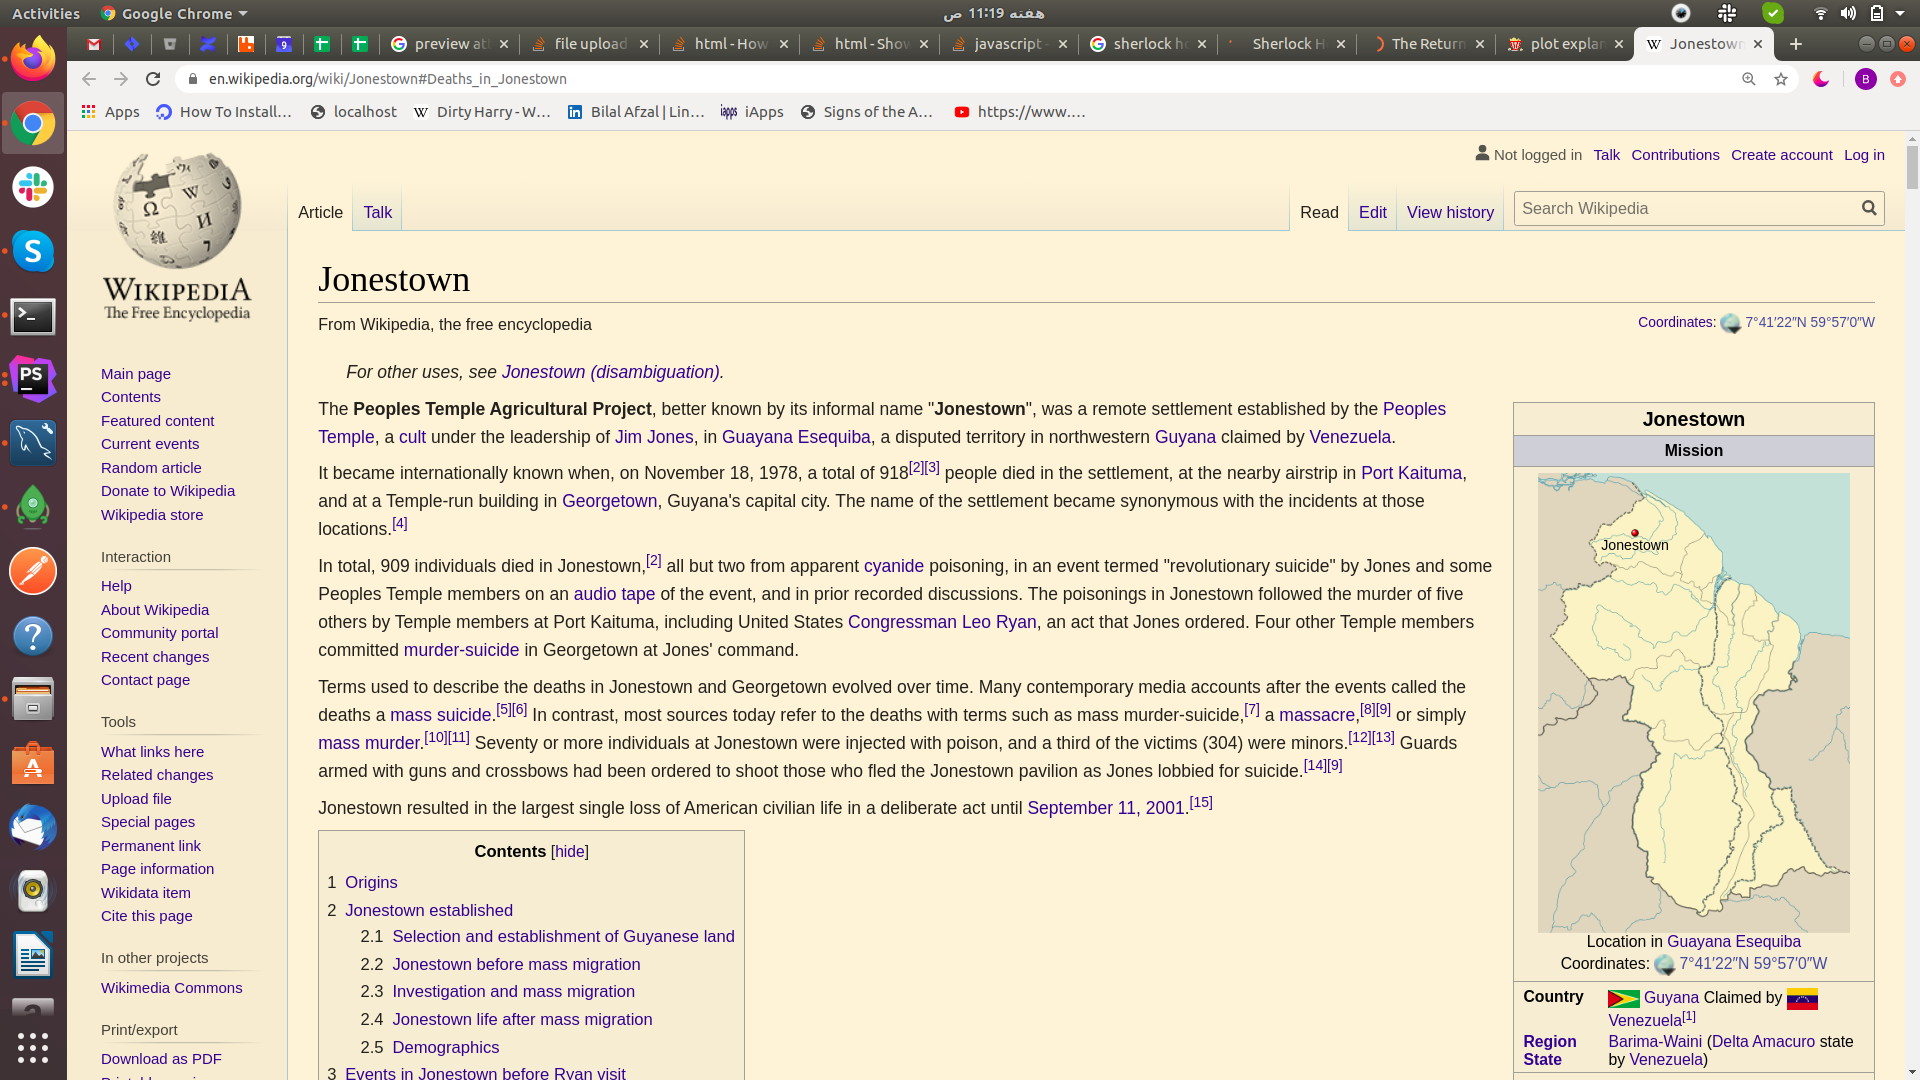 Activities
Google Chrome
هفته 11:19 ص
preview at
file upload
html - How
html - Show
javascript -
sherlock h
Sherlock H
The Return
plot explan
Jonestown
en.wikipedia.org/wiki/Jonestown#Deaths_in_Jonestown
B
Apps
How To Install…
localhost
Dirty Harry - W…
Bilal Afzal | Lin…
iApps
Signs of the A…
https://www.…
Not logged in Talk Contributions Create account Log in
Article Talk
Read Edit View history
Search Wikipedia
WIKIPEDIA
The Free Encyclopedia
Main page
Contents
Featured content
Current events
Random article
Donate to Wikipedia
Wikipedia store
Interaction
Help
About Wikipedia
Community portal
Recent changes
Contact page
Tools
What links here
Related changes
Upload file
Special pages
Permanent link
Page information
Wikidata item
Cite this page
In other projects
Wikimedia Commons
Print/export
Download as PDF
Jonestown
From Wikipedia, the free encyclopedia
Coordinates: 7°41′22″N 59°57′0″W
For other uses, see Jonestown (disambiguation).
The Peoples Temple Agricultural Project, better known by its informal name "Jonestown", was a remote settlement established by the Peoples
Temple, a cult under the leadership of Jim Jones, in Guayana Esequiba, a disputed territory in northwestern Guyana claimed by Venezuela.
It became internationally known when, on November 18, 1978, a total of 918[2][3] people died in the settlement, at the nearby airstrip in Port Kaituma,
and at a Temple-run building in Georgetown, Guyana's capital city. The name of the settlement became synonymous with the incidents at those
locations.[4]
In total, 909 individuals died in Jonestown,[2] all but two from apparent cyanide poisoning, in an event termed "revolutionary suicide" by Jones and some
Peoples Temple members on an audio tape of the event, and in prior recorded discussions. The poisonings in Jonestown followed the murder of five
others by Temple members at Port Kaituma, including United States Congressman Leo Ryan, an act that Jones ordered. Four other Temple members
committed murder-suicide in Georgetown at Jones' command.
Terms used to describe the deaths in Jonestown and Georgetown evolved over time. Many contemporary media accounts after the events called the
deaths a mass suicide.[5][6] In contrast, most sources today refer to the deaths with terms such as mass murder-suicide,[7] a massacre,[8][9] or simply
mass murder.[10][11] Seventy or more individuals at Jonestown were injected with poison, and a third of the victims (304) were minors.[12][13] Guards
armed with guns and crossbows had been ordered to shoot those who fled the Jonestown pavilion as Jones lobbied for suicide.[14][9]
Jonestown resulted in the largest single loss of American civilian life in a deliberate act until September 11, 2001.[15]
Contents [hide]
1 Origins
2 Jonestown established
2.1 Selection and establishment of Guyanese land
2.2 Jonestown before mass migration
2.3 Investigation and mass migration
2.4 Jonestown life after mass migration
2.5 Demographics
3 Events in Jonestown before Ryan visit
Jonestown
Mission
Jonestown
Location in Guayana Esequiba
Coordinates: 7°41′22″N 59°57′0″W
Country Guyana Claimed by
Venezuela[1]
Region Barima-Waini (Delta Amacuro state
State by Venezuela)